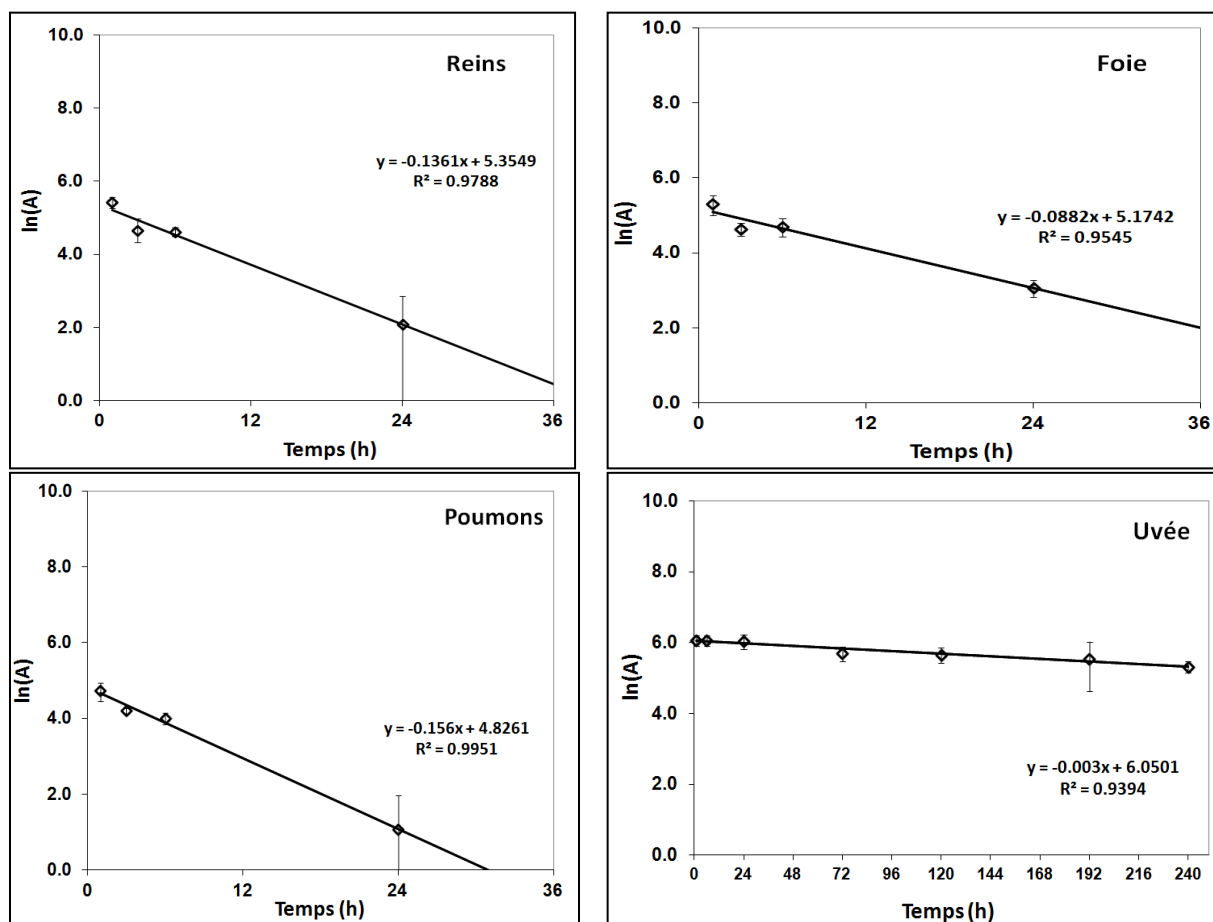 Reins
10.0
8.0
6.0
4.0
2.0
0.0
ln(A)
y = -0.1361x + 5.3549
R² = 0.9788
0 12 24 36
Temps (h)
Foie
10.0
8.0
6.0
4.0
2.0
0.0
ln(A)
y = -0.0882x + 5.1742
R² = 0.9545
0 12 24 36
Temps (h)
Poumons
10.0
8.0
6.0
4.0
2.0
0.0
ln(A)
y = -0.156x + 4.8261
R² = 0.9951
0 12 24 36
Temps (h)
Uvée
10.0
8.0
6.0
4.0
2.0
0.0
ln(A)
y = -0.003x + 6.0501
R² = 0.9394
0 24 48 72 96 120 144 168 192 216 240
Temps (h)